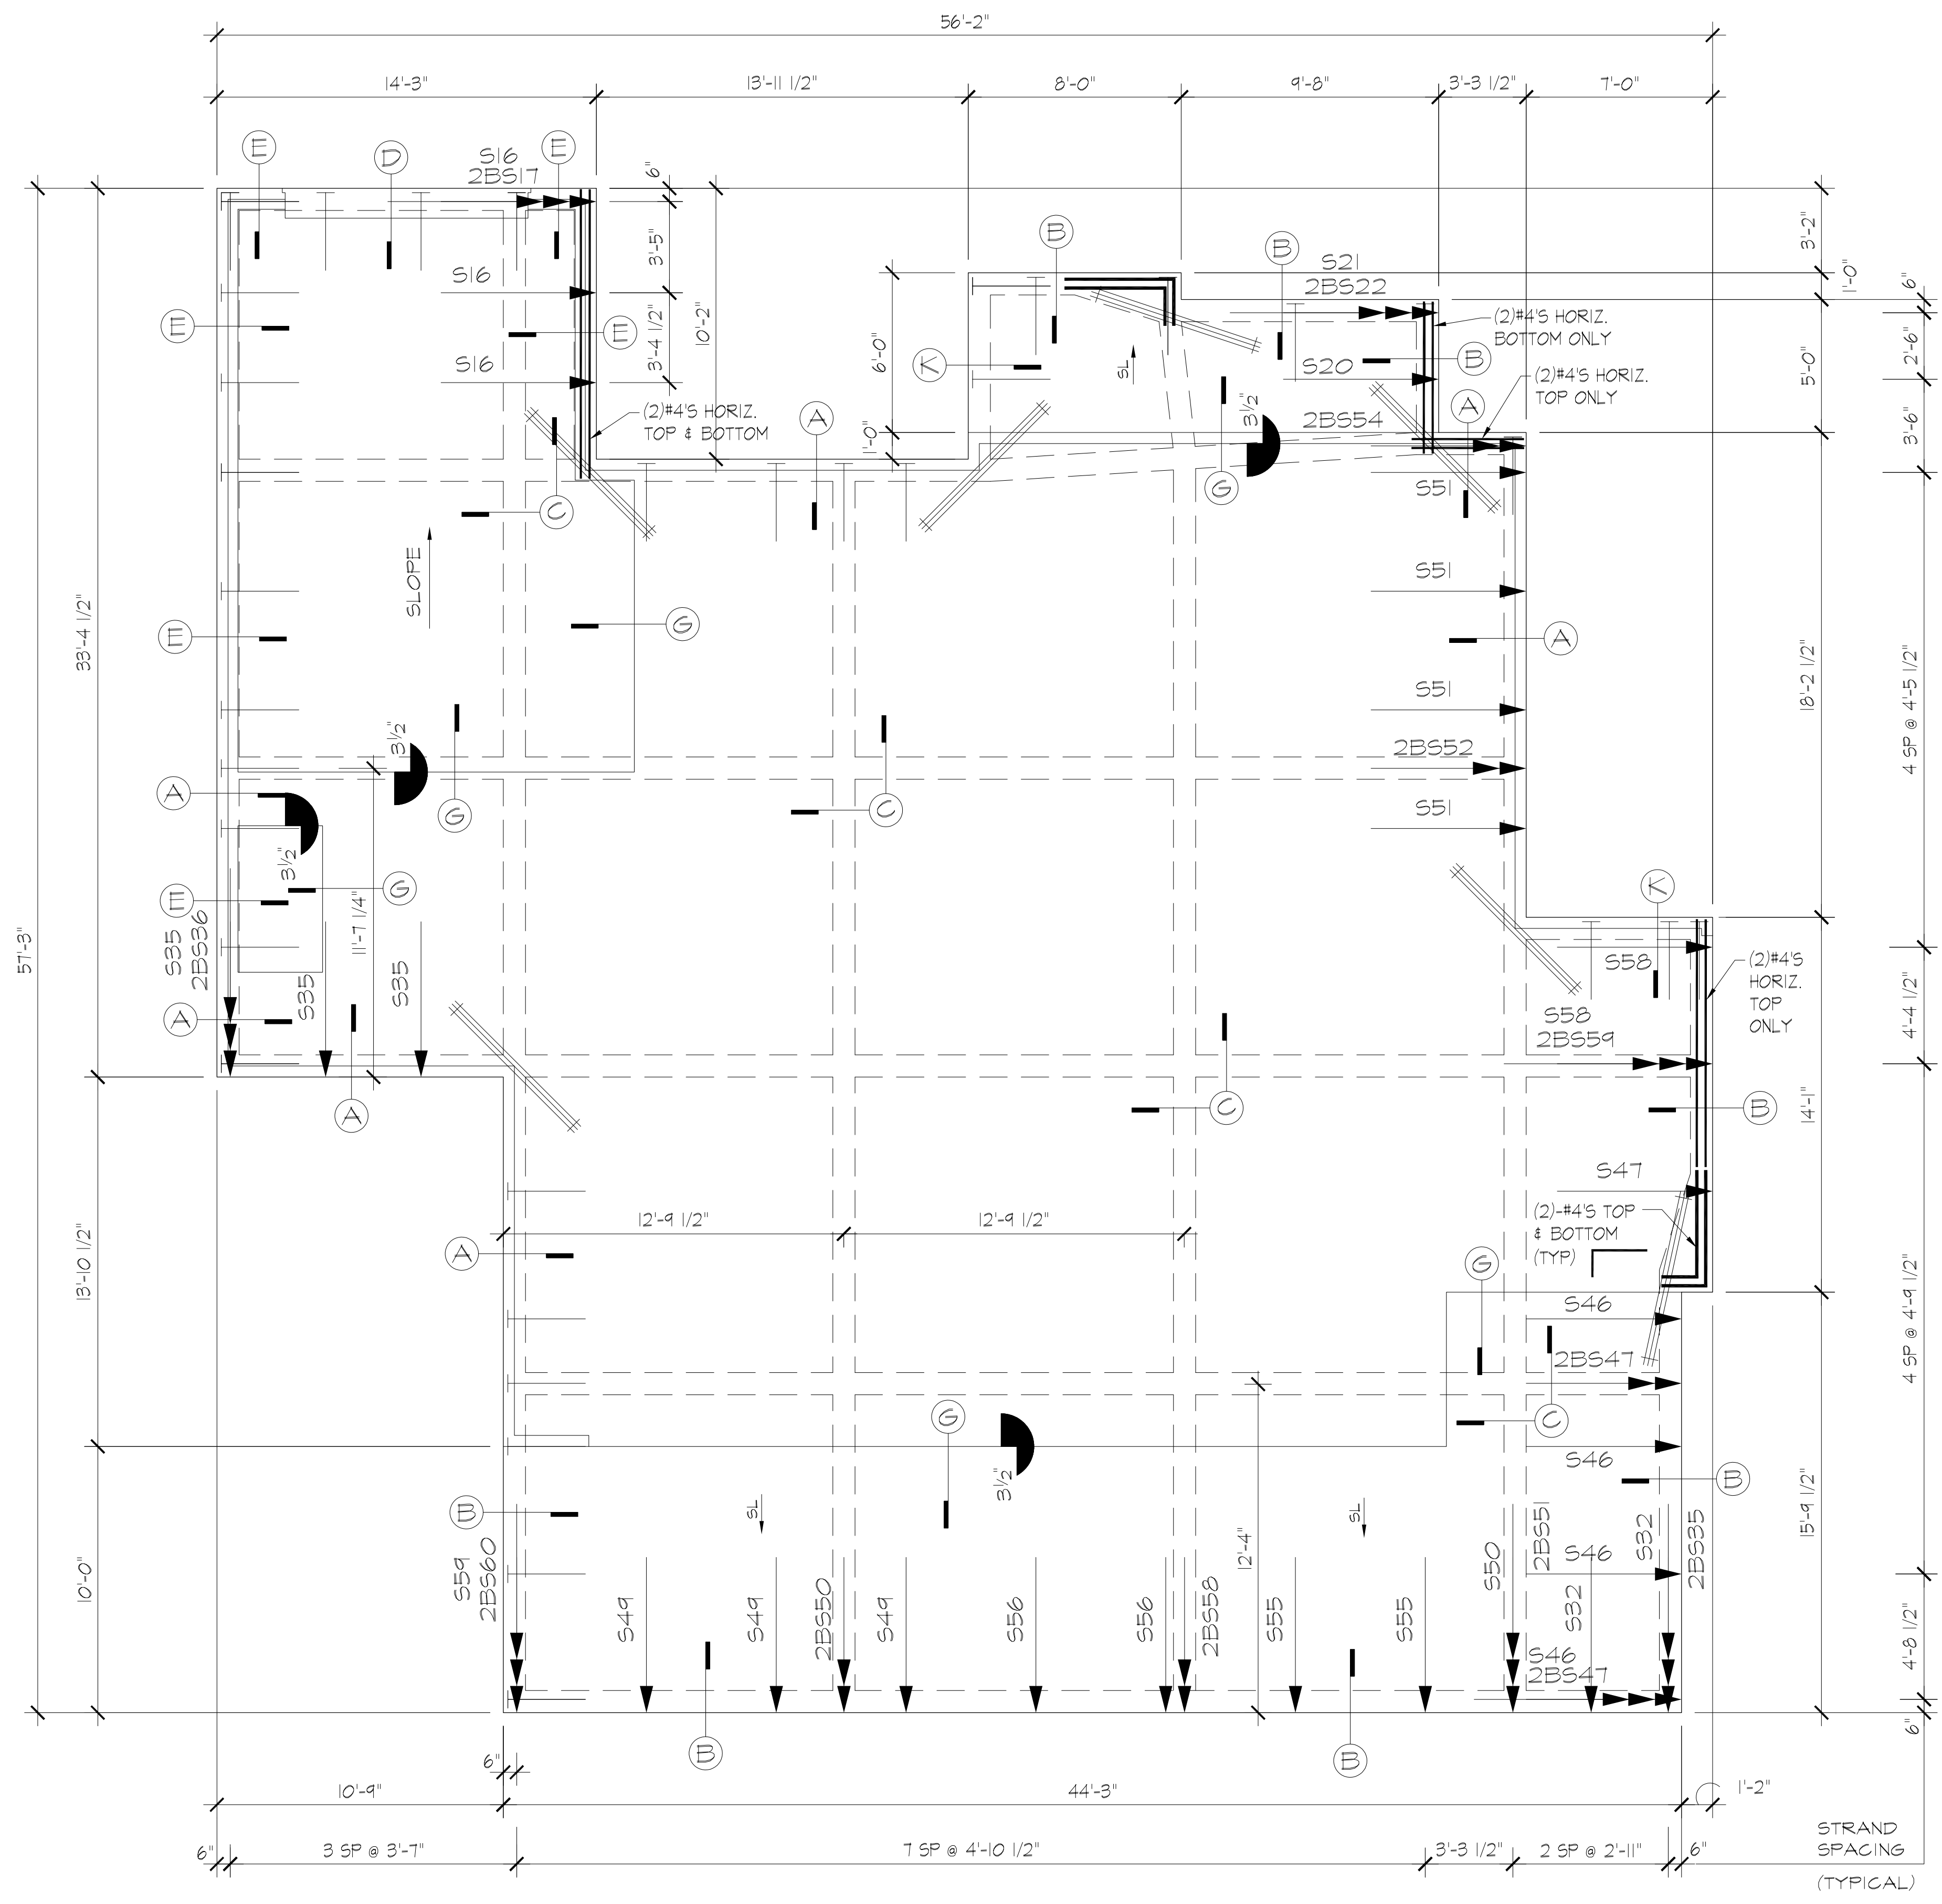 56'-2"
14'-3"
13'-11 1/2"
8'-0"
9'-8"
3'-3 1/2"
7'-0"
E
D
E
S16
2BS17
6"
3'-5"
3'-4 1/2"
10'-2"
S16
S16
E
E
(2)#4'S HORIZ.
TOP & BOTTOM
A
C
K
6'-0"
1'-0"
B
B
SL
G
3½"
S21
2BS22
S20
2BS54
B
A
(2)#4'S HORIZ.
BOTTOM ONLY
(2)#4'S HORIZ.
TOP ONLY
3'-2"
1'-0"
6"
5'-0"
2'-6"
3'-6"
S51
S51
S51
2BS52
S51
A
18'-2 1/2"
4 SP @ 4'-5 1/2"
SLOPE
G
E
33'-4 1/2"
57'-3"
3½"
G
A
3½"
C
C
E
G
S35
2BS36
11'-7 1/4"
S35
S35
A
A
K
S58
(2)#4'S
HORIZ.
TOP
ONLY
S58
2BS59
4'-4 1/2"
C
C
B
14'-1"
S47
(2)-#4'S TOP
& BOTTOM
(TYP)
12'-9 1/2"
12'-9 1/2"
A
13'-10 1/2"
G
S46
2BS47
C
4 SP @ 4'-9 1/2"
G
3½"
S46
B
B
SL
SL
12'-4"
10'-0"
15'-9 1/2"
S59
2BS60
S49
S49
2BS50
S49
S56
S56
2BS58
S55
S55
S50
2BS51
S46
S32
S32
2BS35
S46
2BS47
4'-8 1/2"
6"
B
B
6"
10'-9"
44'-3"
1'-2"
6"
3 SP @ 3'-7"
7 SP @ 4'-10 1/2"
3'-3 1/2"
2 SP @ 2'-11"
6"
STRAND
SPACING
(TYPICAL)